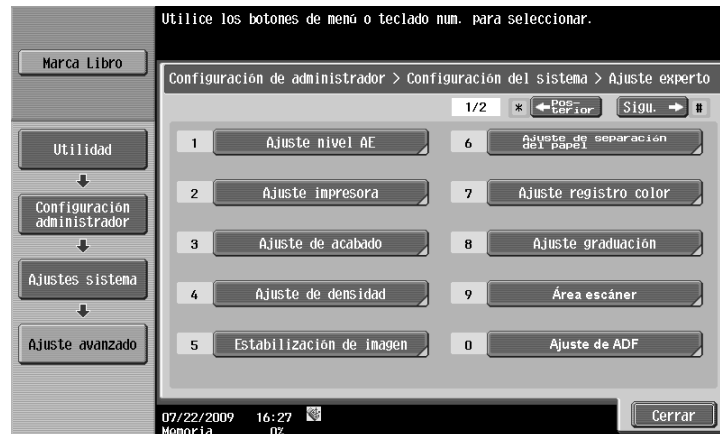 Utilice los botones de menú o teclado num. para seleccionar.
Marca Libro
Configuración de administrador > Configuración del sistema > Ajuste experto
1/2 * ←Pos-terior Sigu. → #
Utilidad
Configuración
administrador
Ajustes sistema
Ajuste avanzado
1 Ajuste nivel AE
2 Ajuste impresora
3 Ajuste de acabado
4 Ajuste de densidad
5 Estabilización de imagen
6 Ajuste de separación
del papel
7 Ajuste registro color
8 Ajuste graduación
9 Área escáner
0 Ajuste de ADF
07/22/2009 16:27
Memoria 0%
Cerrar